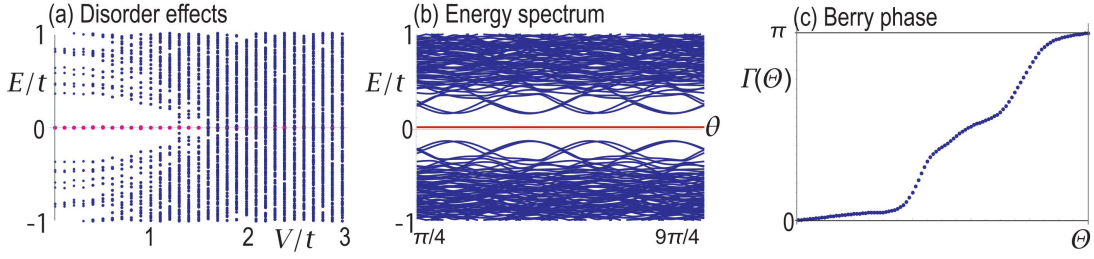 (a) Disorder effects
1
E/t
0
-1
1
2
V/t
3
(b) Energy spectrum
1
E/t
0
θ
-1
π/4
9π/4
(c) Berry phase
π
Γ(Θ)
0
Θ